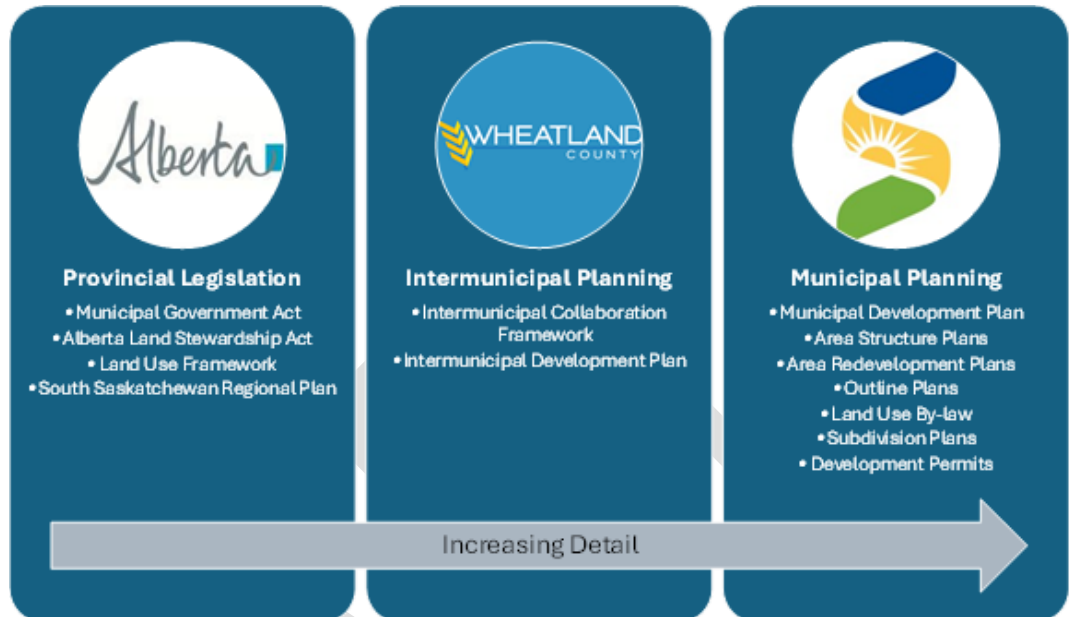 Alberta
Provincial Legislation
• Municipal Government Act
• Alberta Land Stewardship Act
• Land Use Framework
• South Saskatchewan Regional Plan
WHEATLAND
COUNTY
Intermunicipal Planning
• Intermunicipal Collaboration
Framework
• Intermunicipal Development Plan
Municipal Planning
• Municipal Development Plan
• Area Structure Plans
• Area Redevelopment Plans
• Outline Plans
• Land Use By-law
• Subdivision Plans
• Development Permits
Increasing Detail